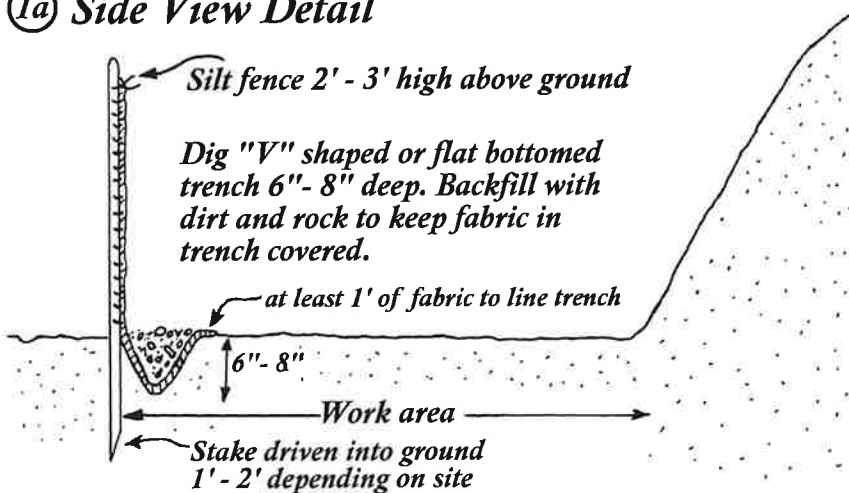 1a Side View Detail
Silt fence 2' - 3' high above ground
Dig "V" shaped or flat bottomed
trench 6"- 8" deep. Backfill with
dirt and rock to keep fabric in
trench covered.
at least 1' of fabric to line trench
6"- 8"
Work area
Stake driven into ground
1' - 2' depending on site